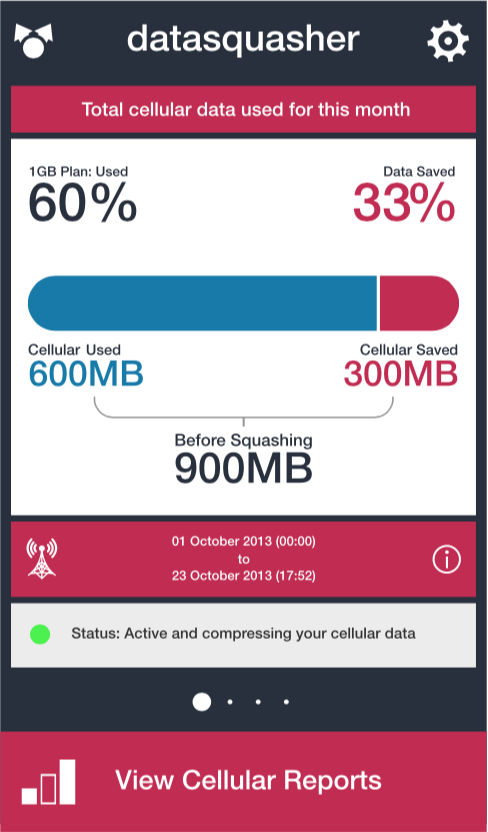 datasquasher
Total cellular data used for this month
1GB Plan: Used
60%
Data Saved
33%
Cellular Used
600MB
Cellular Saved
300MB
Before Squashing
900MB
01 October 2013 (00:00)
to
23 October 2013 (17:52)
Status: Active and compressing your cellular data
View Cellular Reports